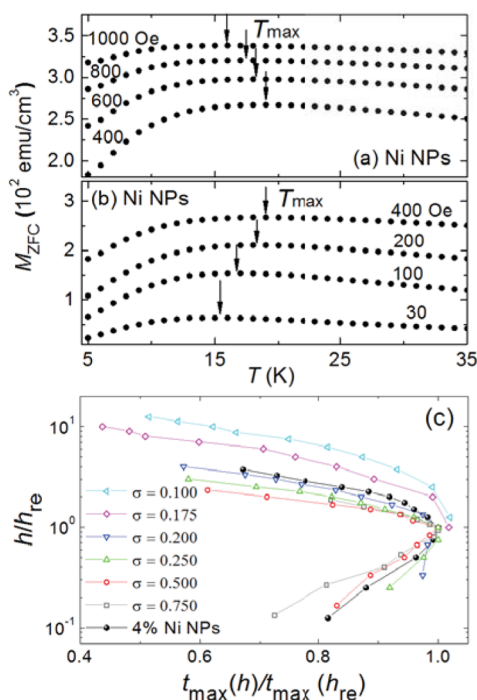 3.5
3.0
2.5
2.0
1000 Oe
800
600
400
Tmax
(a) Ni NPs
MZFC (10² emu/cm³)
(b) Ni NPs
3
2
1
Tmax
400 Oe
200
100
30
5 15 25 35
T (K)
(c)
h/hre
10¹
10⁰
10⁻¹
σ = 0.100
σ = 0.175
σ = 0.200
σ = 0.250
σ = 0.500
σ = 0.750
4% Ni NPs
0.4 0.6 0.8 1.0
tmax(h)/tmax (hre)